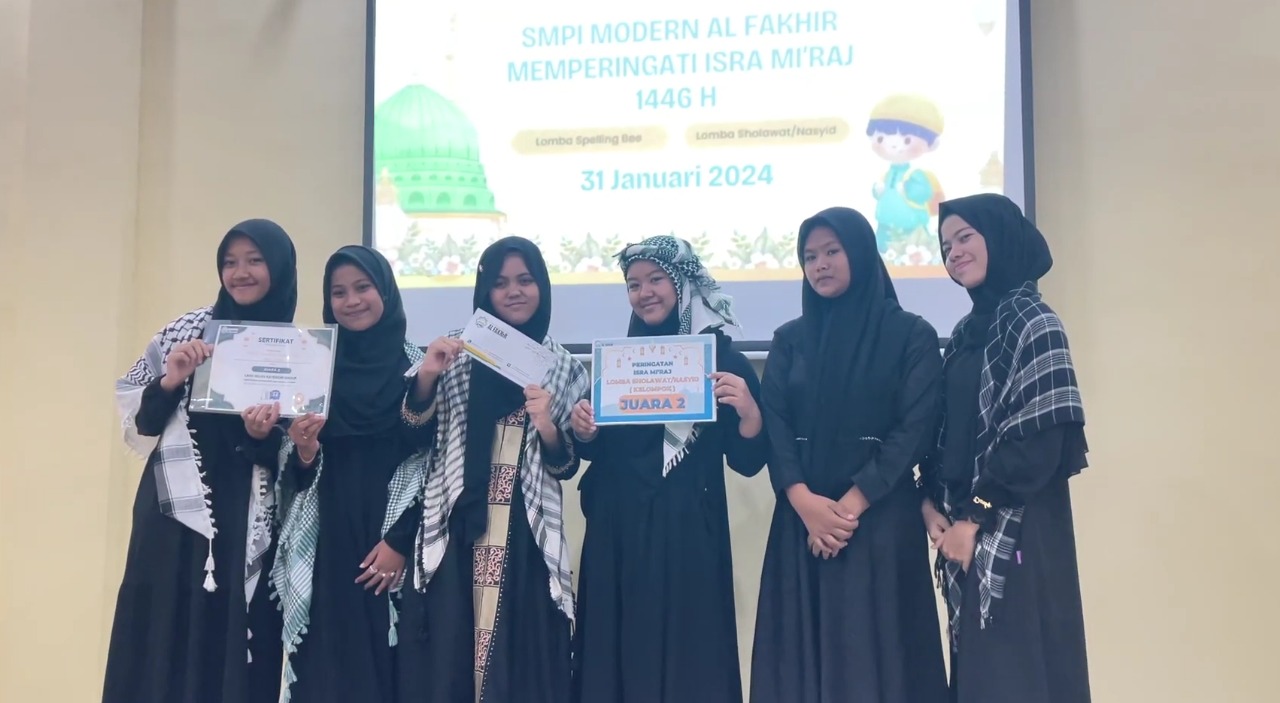 SMPI MODERN AL FAKHIR
MEMPERINGATI ISRA MI'RAJ
1446 H
Lomba Spelling Bee
Lomba Sholawat/Nasyid
31 Januari 2024
SERTIFIKAT
PERINGATAN
ISRA MI'RAJ
LOMBA SHOLAWAT/NASYID
( KELOMPOK )
JUARA 2